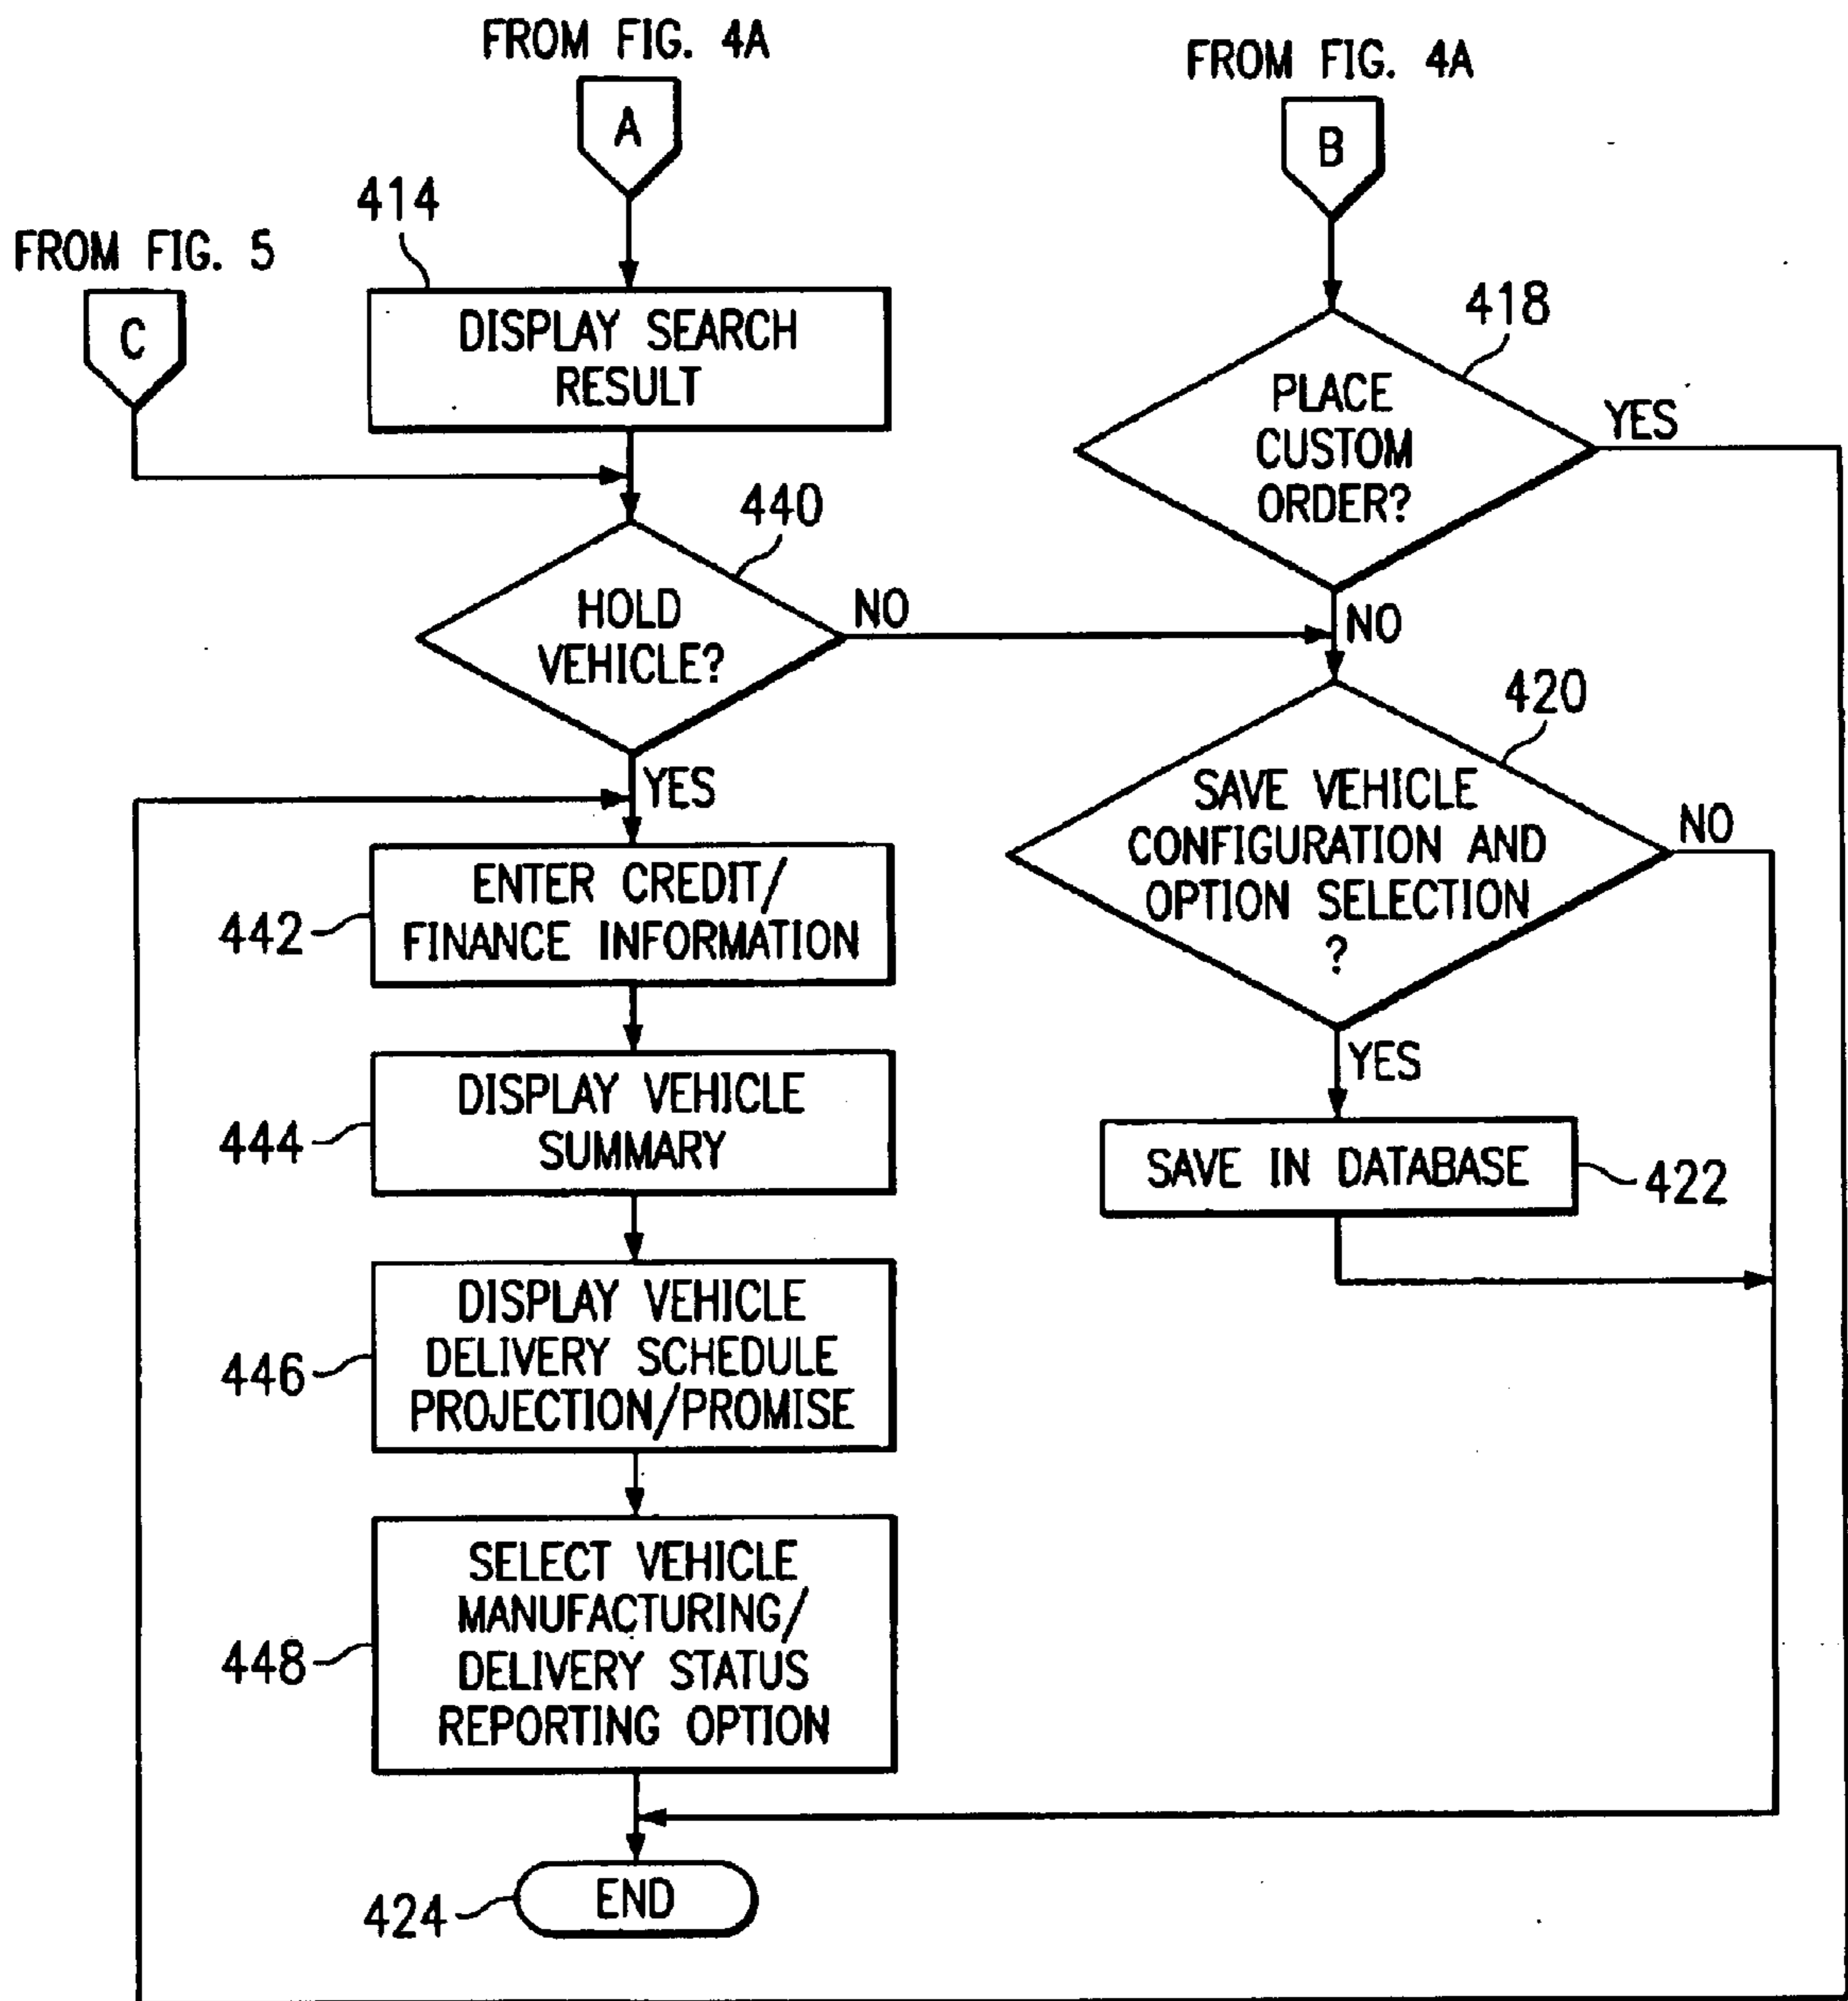 FROM FIG. 4A
A
FROM FIG. 4A
B
414
FROM FIG. 5
C
DISPLAY SEARCH
RESULT
418
PLACE
CUSTOM
ORDER?
YES
440
HOLD
VEHICLE?
NO
NO
YES
420
SAVE VEHICLE
CONFIGURATION AND
OPTION SELECTION
?
NO
YES
442
ENTER CREDIT/
FINANCE INFORMATION
444
DISPLAY VEHICLE
SUMMARY
SAVE IN DATABASE
422
446
DISPLAY VEHICLE
DELIVERY SCHEDULE
PROJECTION/PROMISE
448
SELECT VEHICLE
MANUFACTURING/
DELIVERY STATUS
REPORTING OPTION
424
END